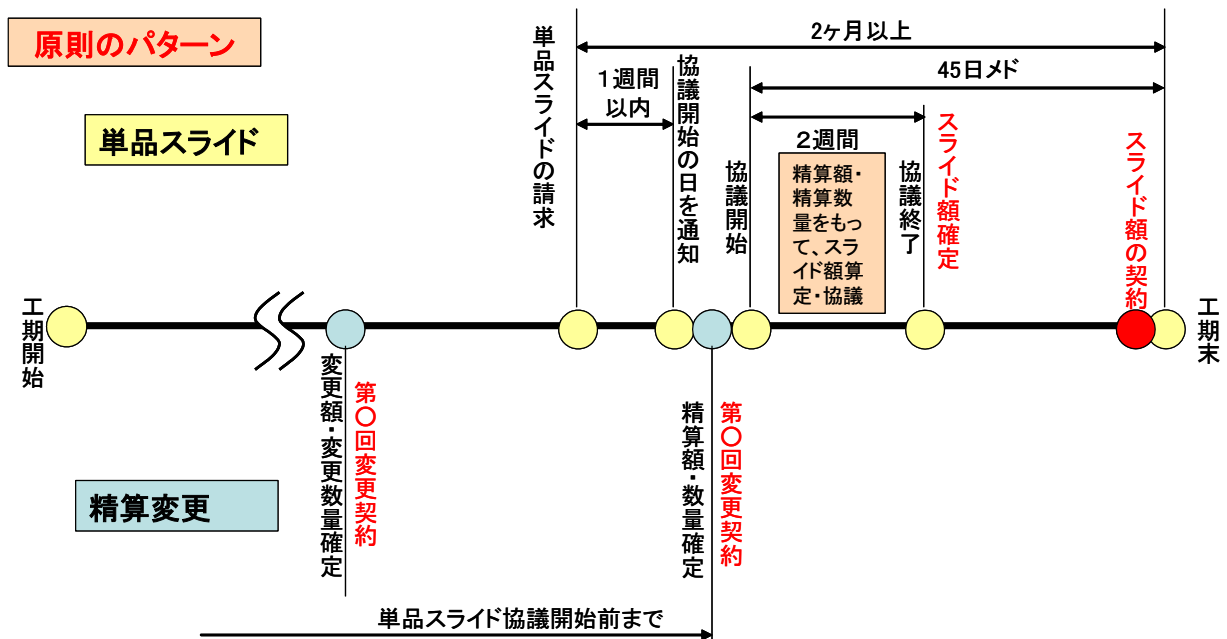 原則のパターン
単品スライド
単品スライドの請求
2ヶ月以上
1週間
以内
協議開始の日を通知
45日メド
協議開始
2週間
精算額・
精算数
量をもっ
て、スラ
イド額算
定・協議
協議終了
スライド額確定
スライド額の契約
工期開始
工期末
変更額・変更数量確定
第〇回変更契約
精算額・数量確定
第〇回変更契約
精算変更
単品スライド協議開始前まで